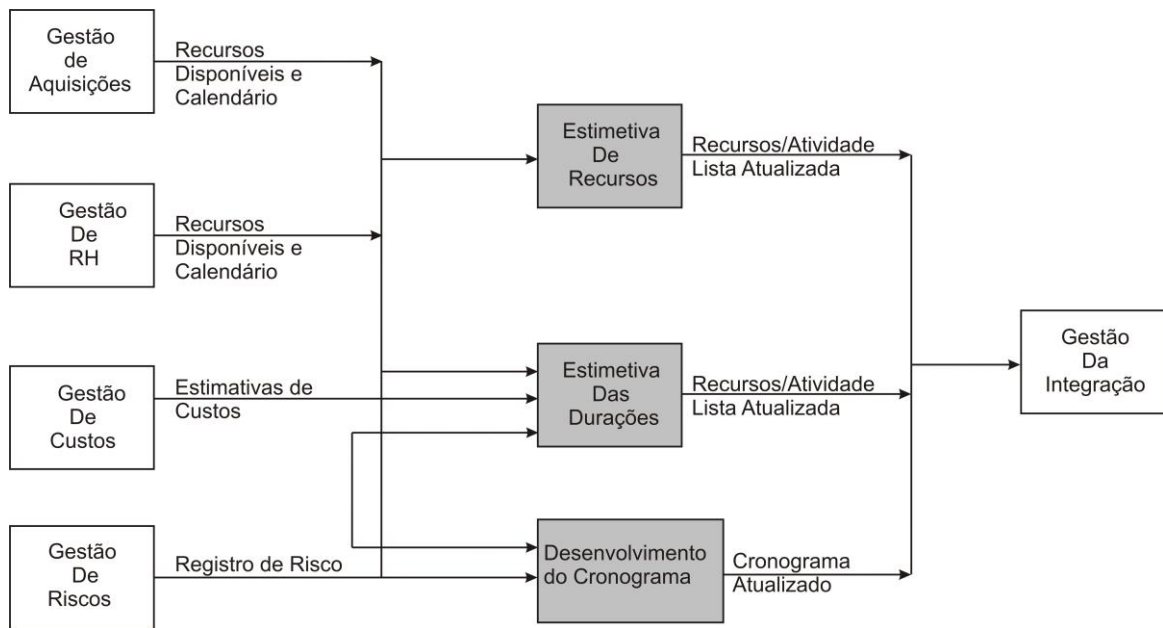 Gestão
de
Aquisições
Recursos
Disponíveis e
Calendário
Estimetiva
De
Recursos
Recursos/Atividade
Lista Atualizada
Gestão
De
RH
Recursos
Disponíveis e
Calendário
Gestão
De
Custos
Estimativas de
Custos
Estimetiva
Das
Durações
Recursos/Atividade
Lista Atualizada
Gestão
Da
Integração
Gestão
De
Riscos
Registro de Risco
Desenvolvimento
do Cronograma
Cronograma
Atualizado